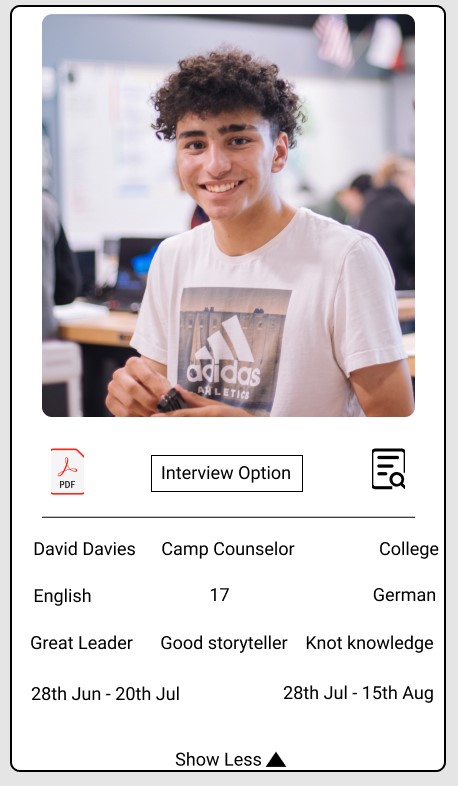 adidas
ATHLETICS
PDF
Interview Option
David Davies Camp Counselor College
English 17 German
Great Leader Good storyteller Knot knowledge
28th Jun - 20th Jul 28th Jul - 15th Aug
Show Less